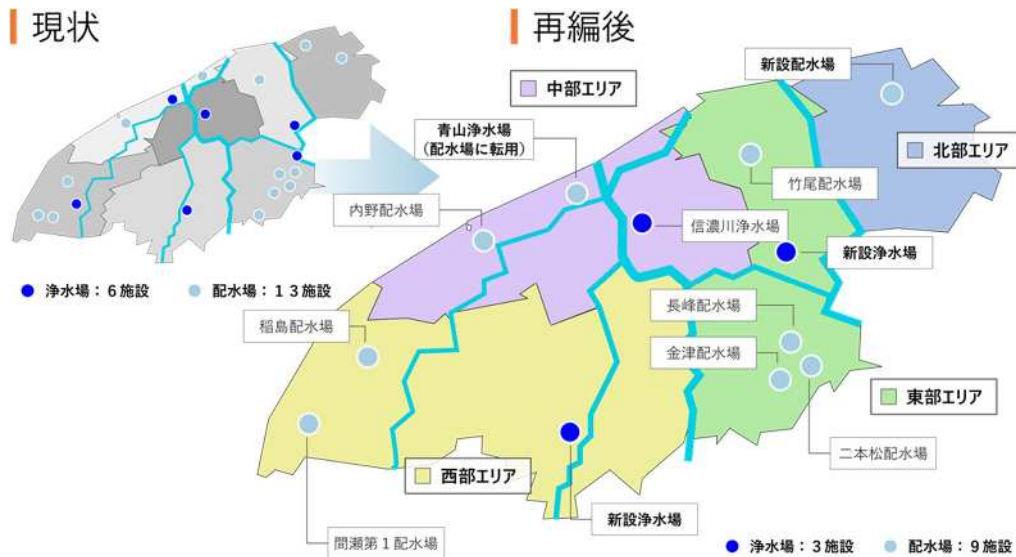 現状
再編後
新設配水場
中部エリア
青山浄水場
(配水場に転用)
北部エリア
竹尾配水場
内野配水場
信濃川浄水場
新設浄水場
浄水場：6施設
配水場：13施設
長峰配水場
稲島配水場
金津配水場
東部エリア
二本松配水場
西部エリア
新設浄水場
間瀬第1配水場
浄水場：3施設
配水場：9施設